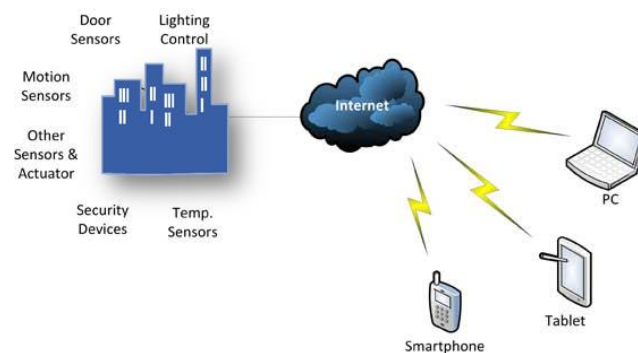 Door
Sensors
Lighting
Control
Motion
Sensors
Other
Sensors &
Actuator
Security
Devices
Temp.
Sensors
Internet
PC
Tablet
Smartphone